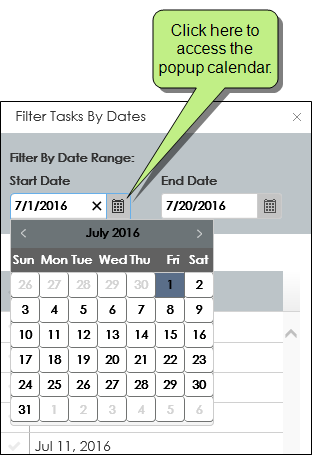 Click here to
access the
popup calendar.
Filter Tasks By Dates
Filter By Date Range:
Start Date End Date
7/1/2016 7/20/2016
July 2016
Sun Mon Tue Wed Thu Fri Sat
26 27 28 29 30 1 2
3 4 5 6 7 8 9
10 11 12 13 14 15 16
17 18 19 20 21 22 23
24 25 26 27 28 29 30
31 1 2 3 4 5 6
Jul 11, 2016